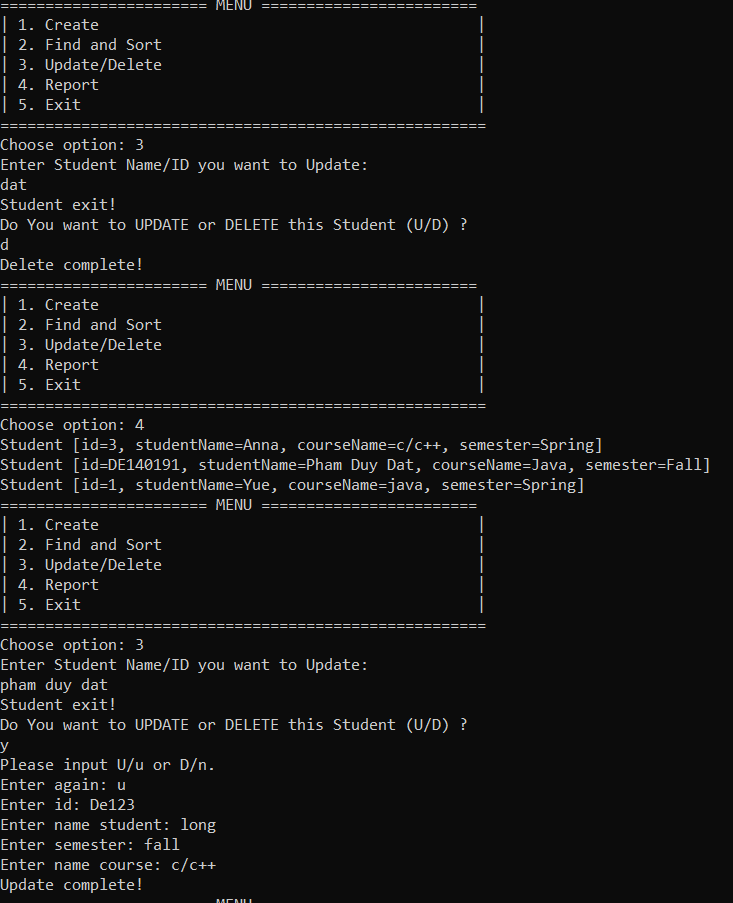 ======================= MENU ========================
| 1. Create                                          |
| 2. Find and Sort                                   |
| 3. Update/Delete                                   |
| 4. Report                                          |
| 5. Exit                                            |
======================================================
Choose option: 3
Enter Student Name/ID you want to Update:
dat
Student exit!
Do You want to UPDATE or DELETE this Student (U/D) ?
d
Delete complete!
======================= MENU ========================
| 1. Create                                          |
| 2. Find and Sort                                   |
| 3. Update/Delete                                   |
| 4. Report                                          |
| 5. Exit                                            |
======================================================
Choose option: 4
Student [id=3, studentName=Anna, courseName=c/c++, semester=Spring]
Student [id=DE140191, studentName=Pham Duy Dat, courseName=Java, semester=Fall]
Student [id=1, studentName=Yue, courseName=java, semester=Spring]
======================= MENU ========================
| 1. Create                                          |
| 2. Find and Sort                                   |
| 3. Update/Delete                                   |
| 4. Report                                          |
| 5. Exit                                            |
======================================================
Choose option: 3
Enter Student Name/ID you want to Update:
pham duy dat
Student exit!
Do You want to UPDATE or DELETE this Student (U/D) ?
y
Please input U/u or D/n.
Enter again: u
Enter id: De123
Enter name student: long
Enter semester: fall
Enter name course: c/c++
Update complete!
MENU